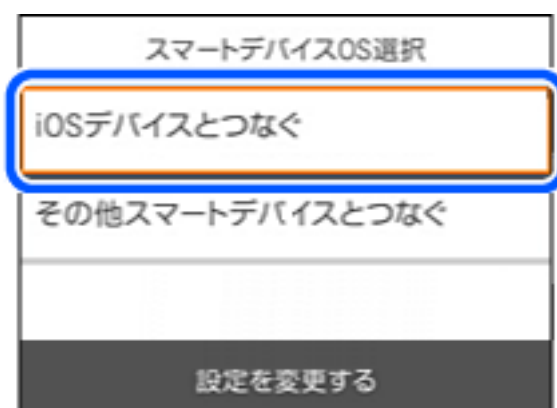 スマートデバイスOS選択
iOSデバイスとつなぐ
その他スマートデバイスとつなぐ
設定を変更する